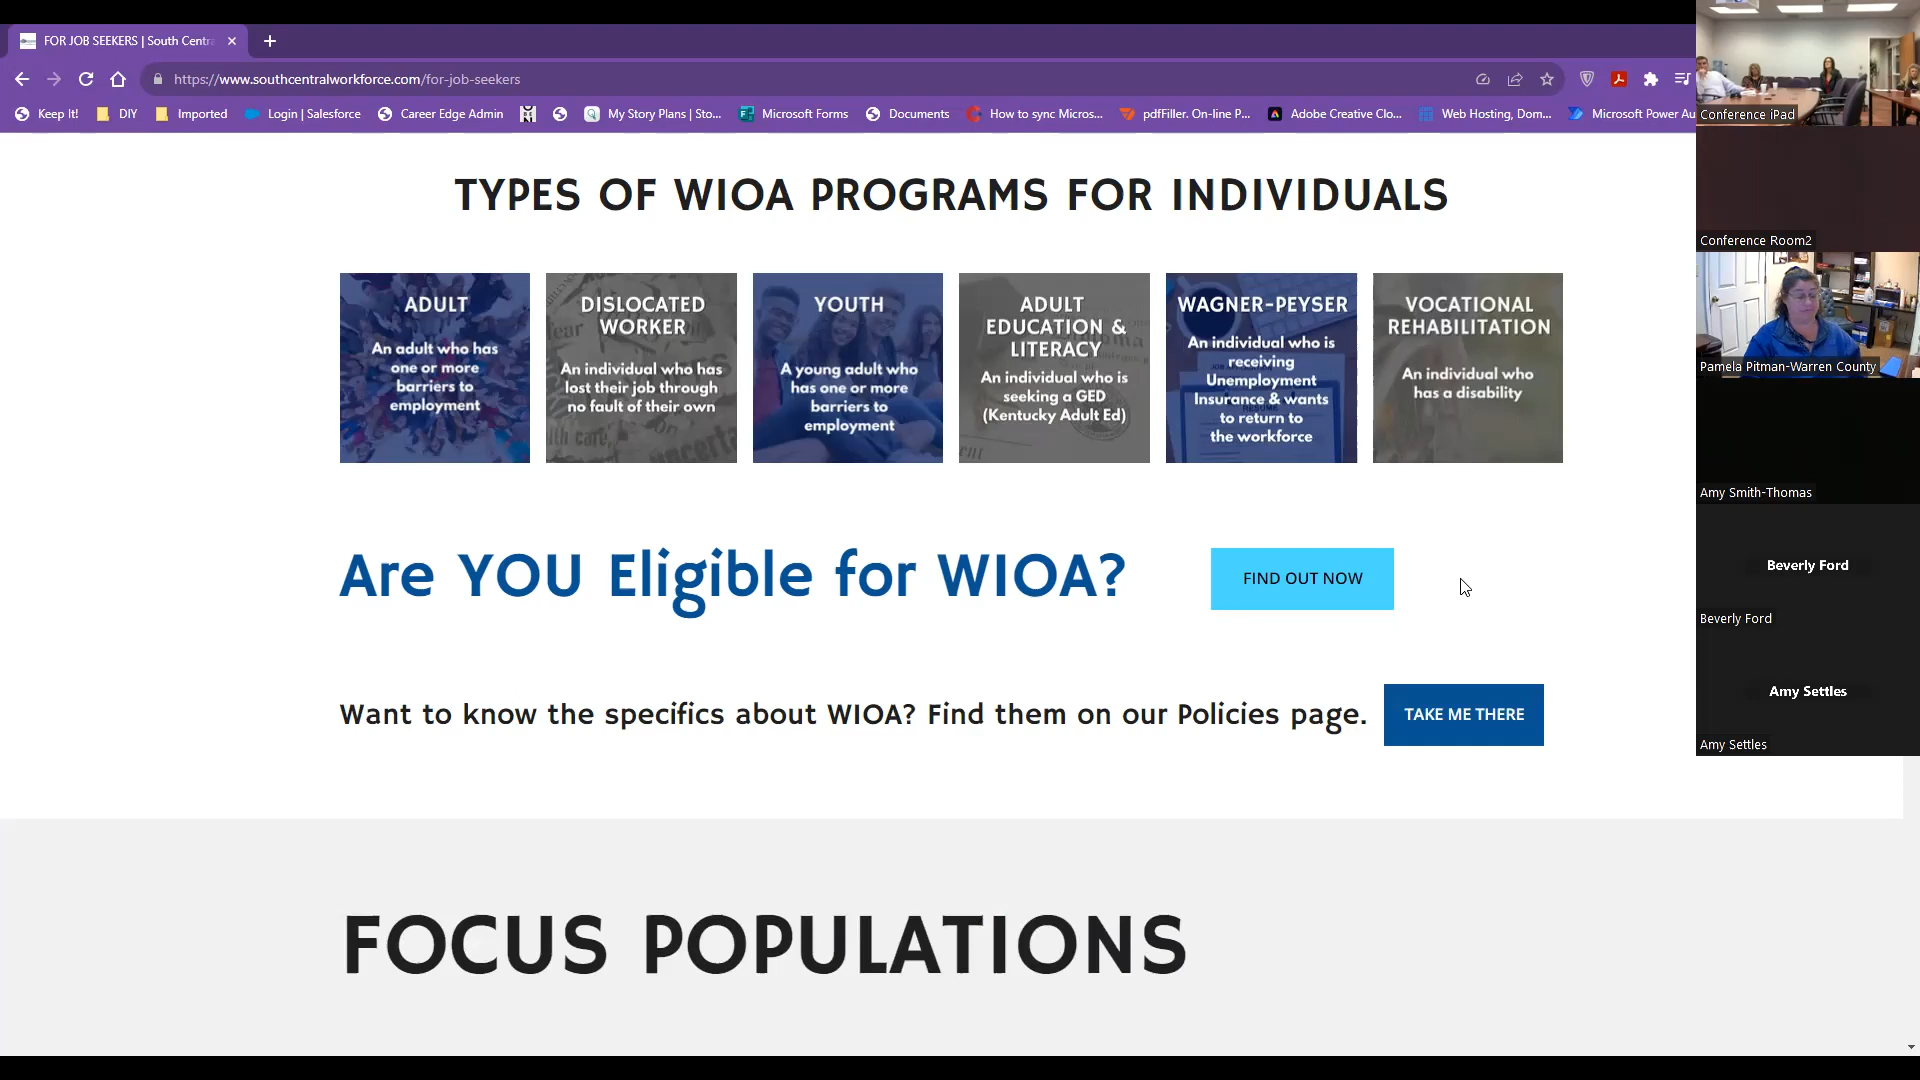 FOR JOB SEEKERS | South Centra
https://www.southcentralworkforce.com/for-job-seekers
Keep It! DIY Imported Login | Salesforce Career Edge Admin My Story Plans | Sto... Microsoft Forms Documents How to sync Micros... pdfFiller. On-line P... Adobe Creative Clo... Web Hosting, Dom... Microsoft Power Au
TYPES OF WIOA PROGRAMS FOR INDIVIDUALS
ADULT
An adult who has
one or more
barriers to
employment
DISLOCATED
WORKER
An individual who has
lost their job through
no fault of their own
YOUTH
A young adult who
has one or more
barriers to
employment
ADULT
EDUCATION &
LITERACY
An individual who is
seeking a GED
(Kentucky Adult Ed)
WAGNER-PEYSER
An individual who is
receiving
Unemployment
Insurance & wants
to return to
the workforce
VOCATIONAL
REHABILITATION
An individual who
has a disability
Are YOU Eligible for WIOA?
FIND OUT NOW
Want to know the specifics about WIOA? Find them on our Policies page.
TAKE ME THERE
FOCUS POPULATIONS
Conference iPad
Conference Room2
Pamela Pitman-Warren County
Amy Smith-Thomas
Beverly Ford
Beverly Ford
Amy Settles
Amy Settles